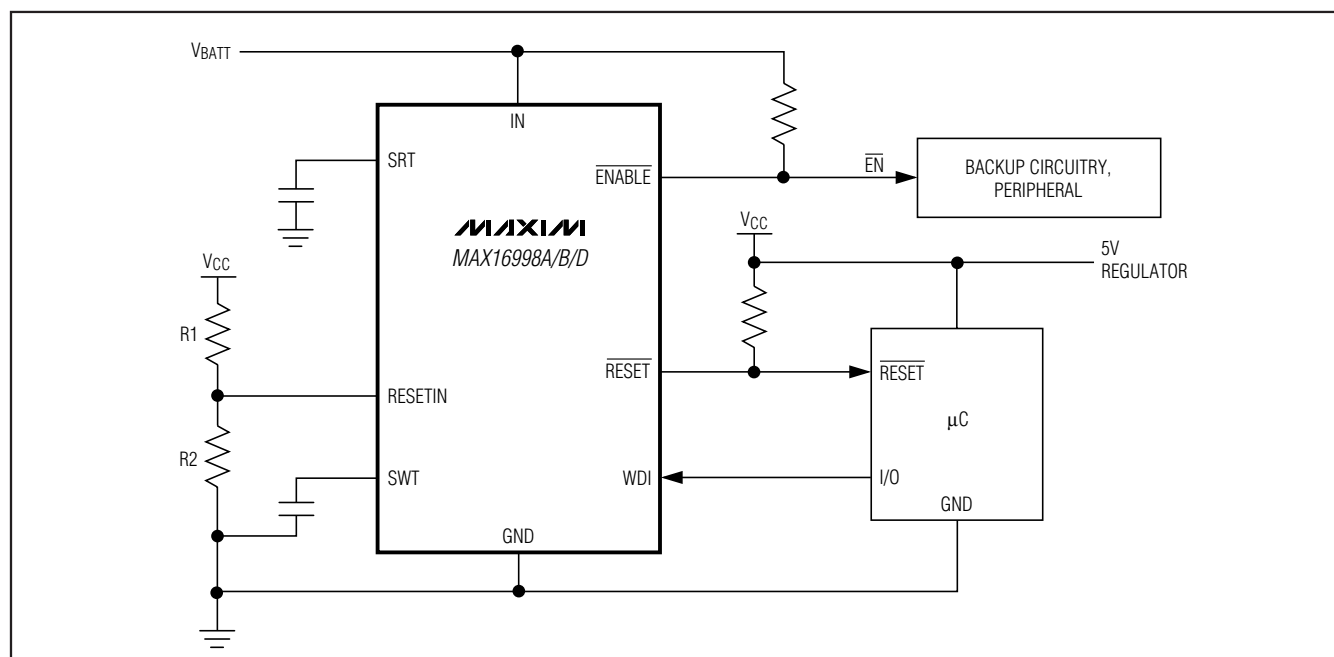 VBATT
IN
SRT
ENABLE
EN
BACKUP CIRCUITRY,
PERIPHERAL
MAXIM
MAX16998A/B/D
VCC
5V
REGULATOR
VCC
R1
RESET
RESET
RESETIN
μC
R2
SWT
WDI
I/O
GND
GND